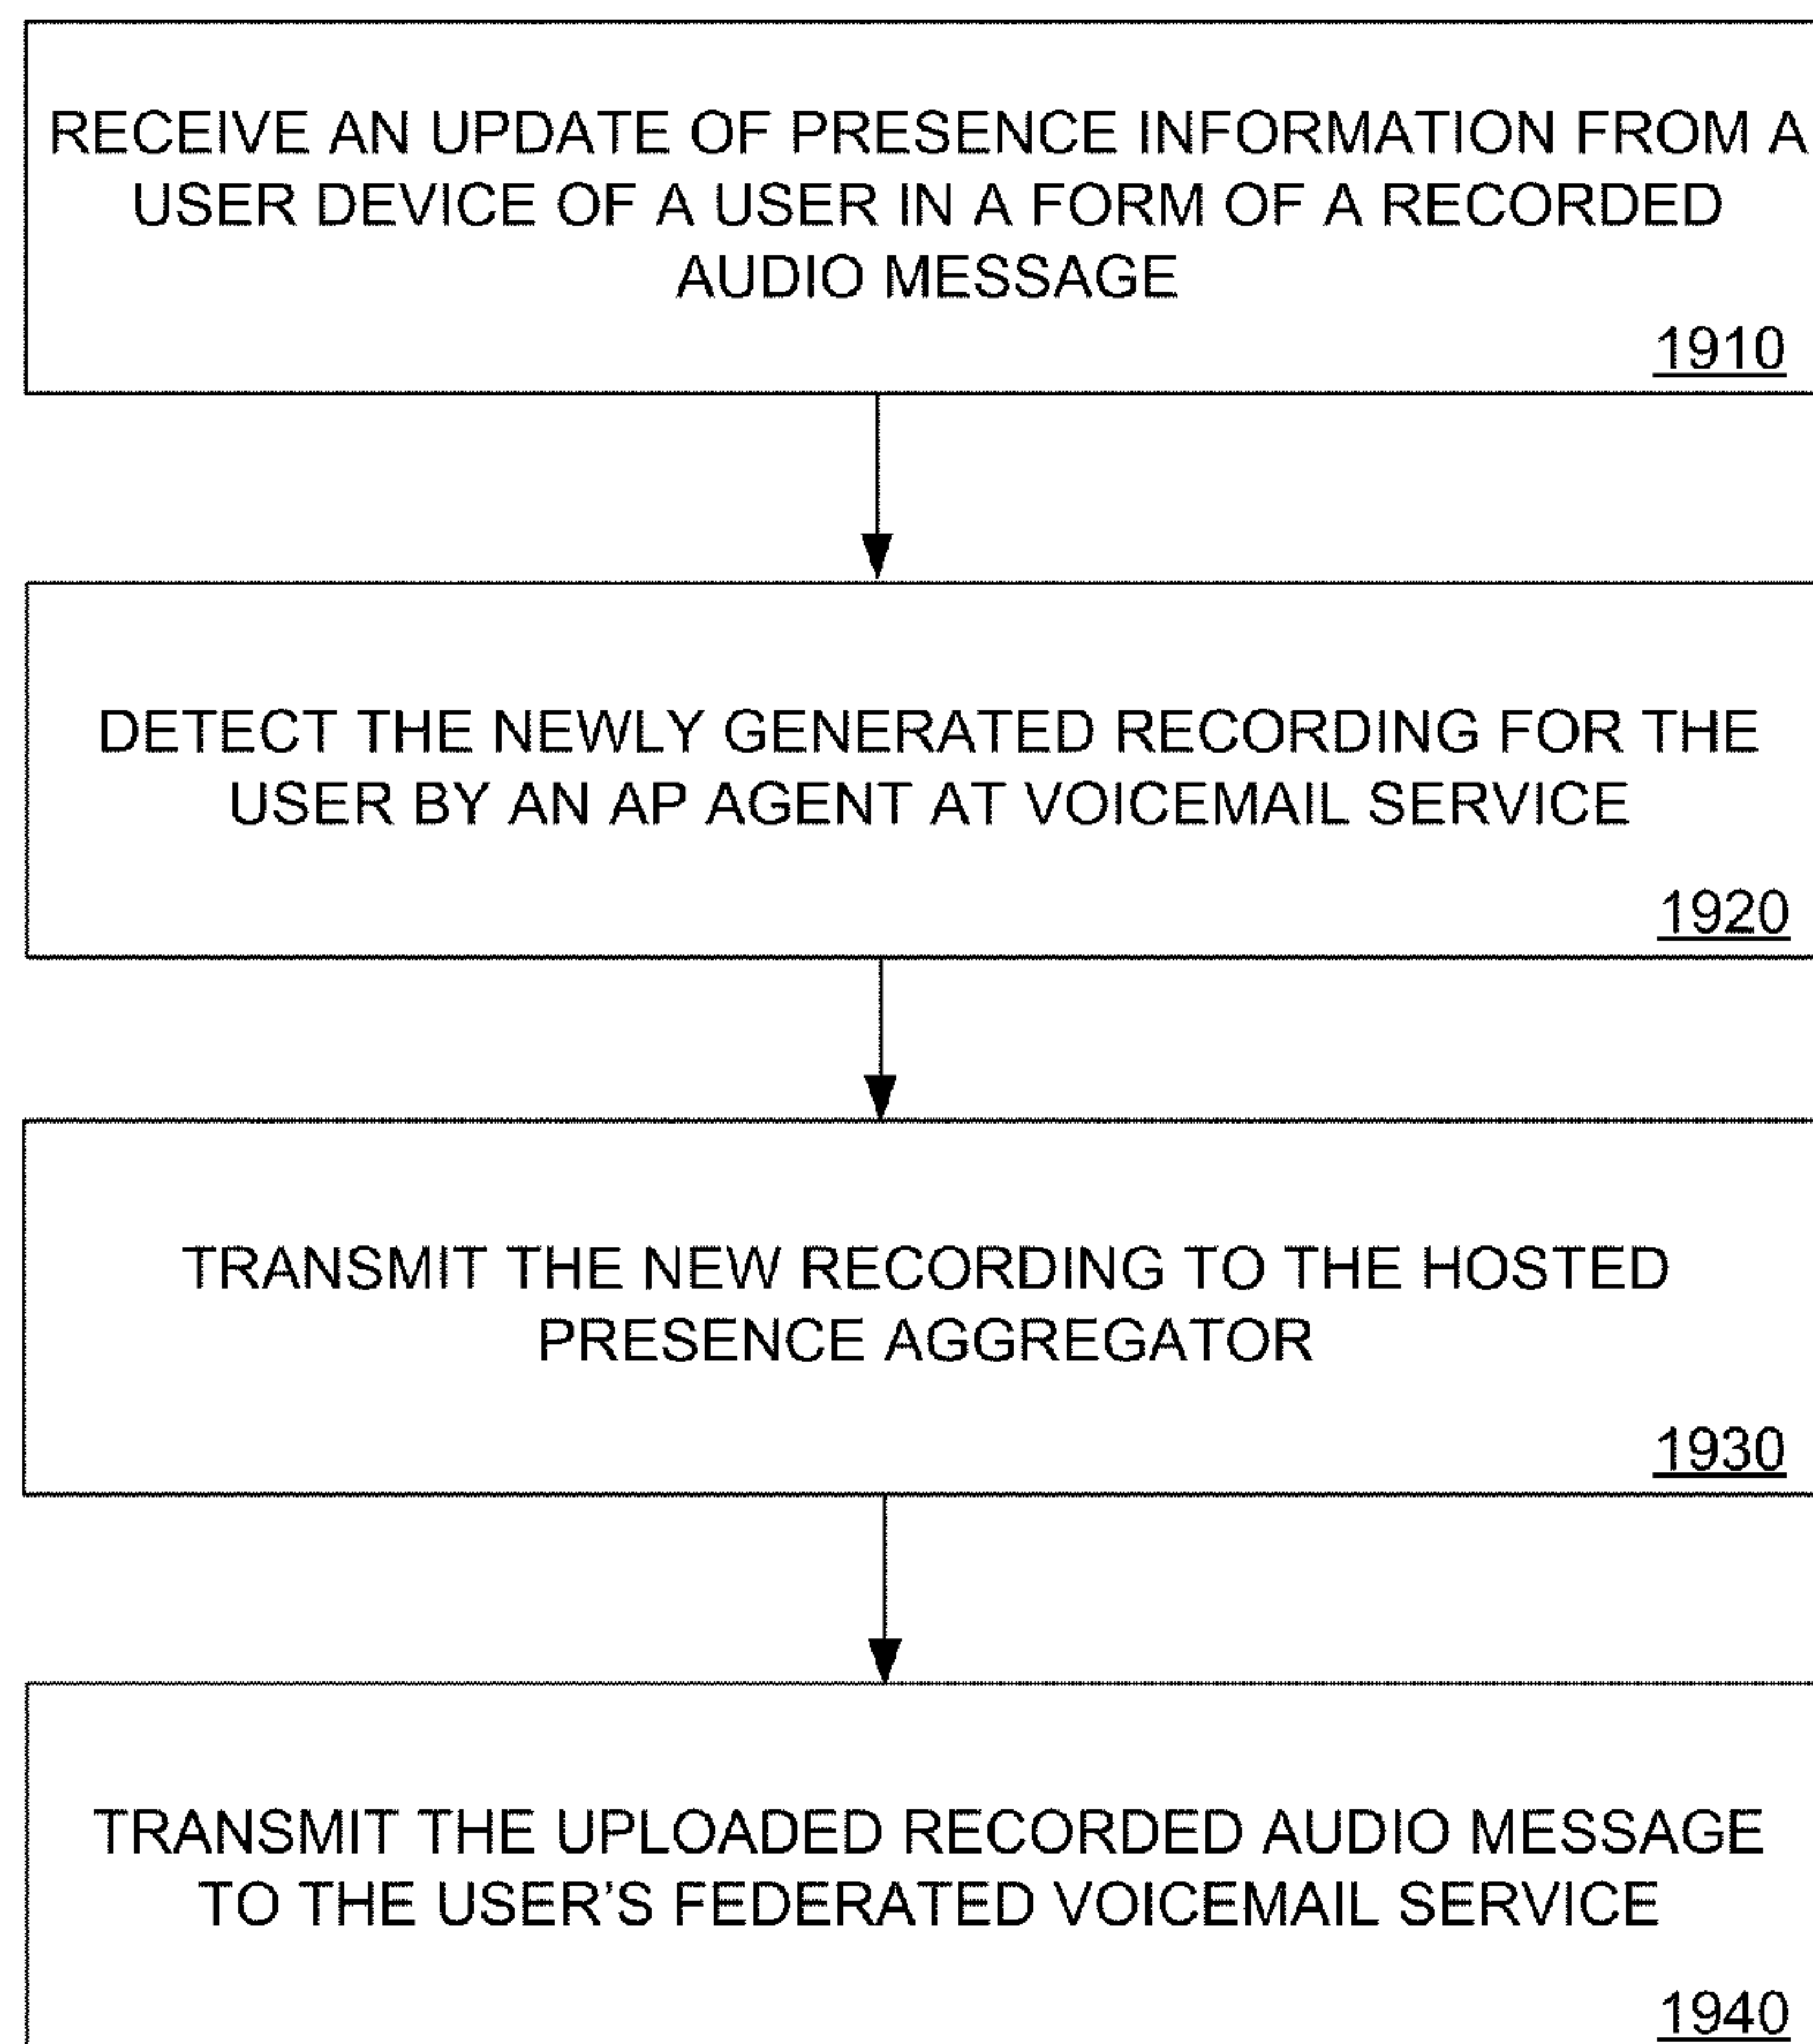 RECEIVE AN UPDATE OF PRESENCE INFORMATION FROM A
USER DEVICE OF A USER IN A FORM OF A RECORDED
AUDIO MESSAGE
1910
DETECT THE NEWLY GENERATED RECORDING FOR THE
USER BY AN AP AGENT AT VOICEMAIL SERVICE
1920
TRANSMIT THE NEW RECORDING TO THE HOSTED
PRESENCE AGGREGATOR
1930
TRANSMIT THE UPLOADED RECORDED AUDIO MESSAGE
TO THE USER'S FEDERATED VOICEMAIL SERVICE
1940